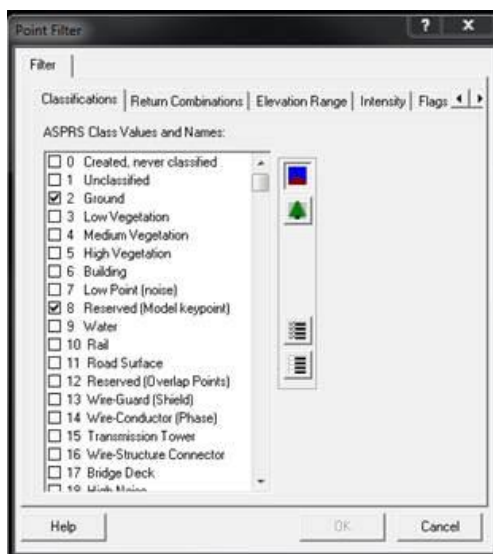 Point Filter
Filter
Classifications Return Combinations Elevation Range Intensity Flags
ASPRS Class Values and Names:
0 Created, never classified
1 Unclassified
2 Ground
3 Low Vegetation
4 Medium Vegetation
5 High Vegetation
6 Building
7 Low Point (noise)
8 Reserved (Model keypoint)
9 Water
10 Rail
11 Road Surface
12 Reserved (Overlap Points)
13 Wire-Guard (Shield)
14 Wire-Conductor (Phase)
15 Transmission Tower
16 Wire-Structure Connector
17 Bridge Deck
18 High Noise
Help OK Cancel